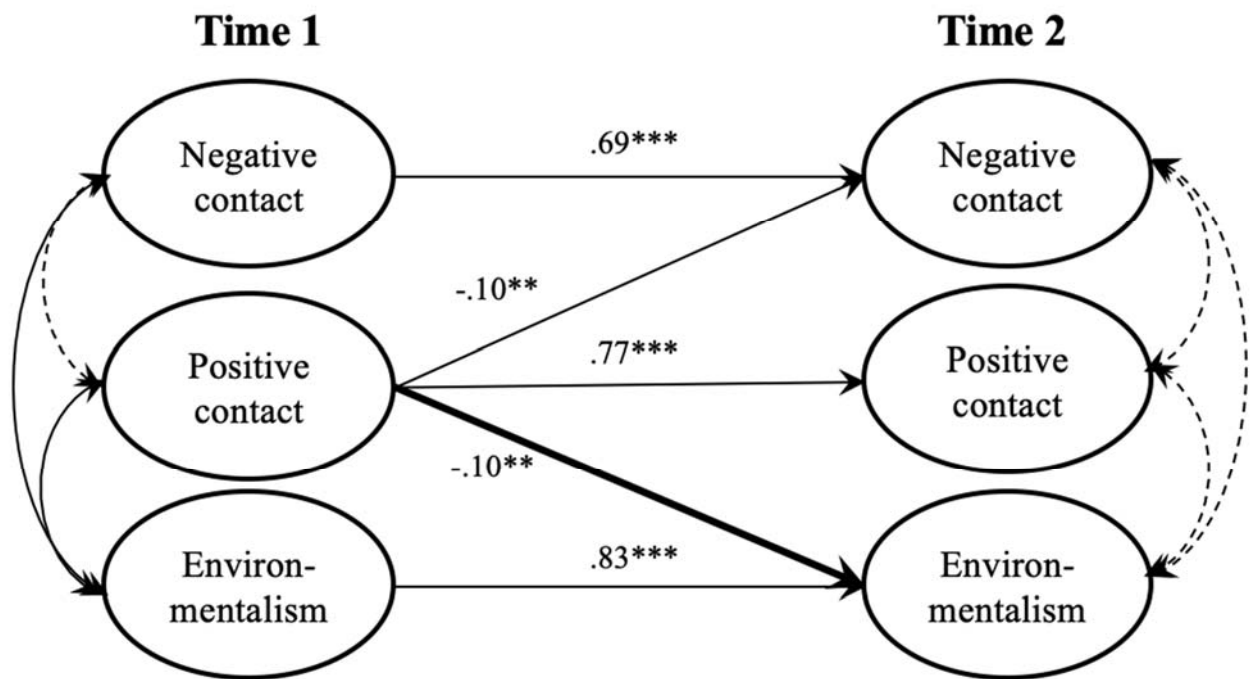 Time 1
Time 2
Negative
contact
.69***
Negative
contact
-.10**
Positive
contact
.77***
Positive
contact
-.10**
Environ-
mentalism
.83***
Environ-
mentalism